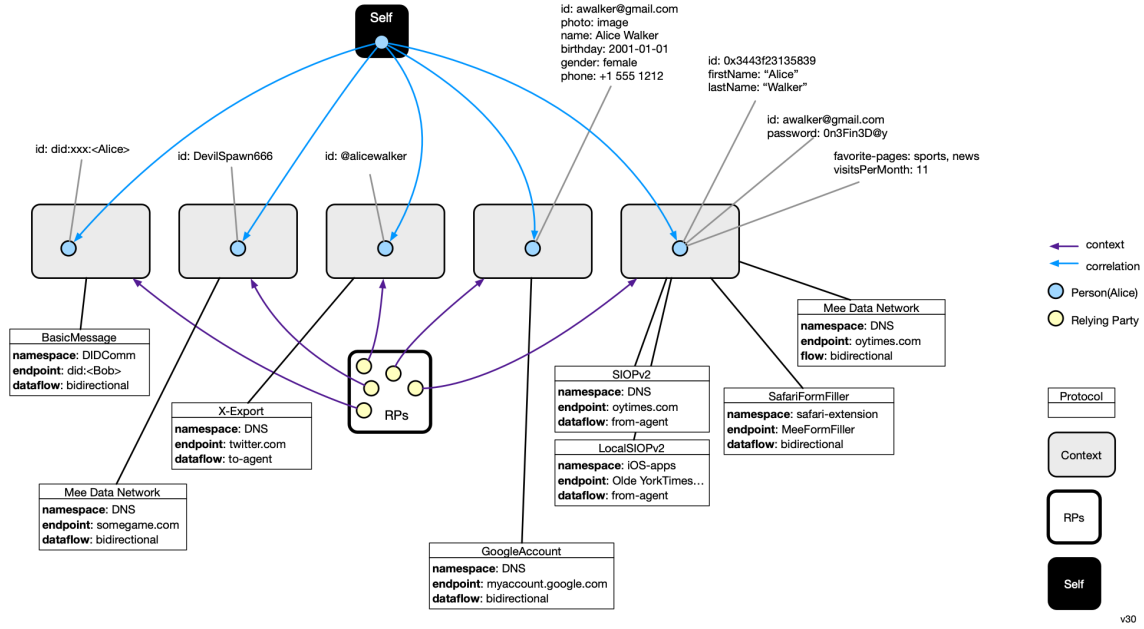 Self
id: awalker@gmail.com
photo: image
name: Alice Walker
birthday: 2001-01-01
gender: female
phone: +1 555 1212
id: 0x3443f23135839
firstName: “Alice”
lastName: “Walker”
id: awalker@gmail.com
password: 0n3Fin3D@y
favorite-pages: sports, news
visitsPerMonth: 11
id: did:xxx:<Alice>
id: DevilSpawn666
id: @alicewalker
context
correlation
Person(Alice)
Relying Party
BasicMessage
namespace: DIDComm
endpoint: did:<Bob>
dataflow: bidirectional
X-Export
namespace: DNS
endpoint: twitter.com
dataflow: to-agent
Mee Data Network
namespace: DNS
endpoint: somegame.com
dataflow: bidirectional
RPs
GoogleAccount
namespace: DNS
endpoint: myaccount.google.com
dataflow: bidirectional
SIOPv2
namespace: DNS
endpoint: oytimes.com
dataflow: from-agent
LocalSIOPv2
namespace: iOS-apps
endpoint: Olde YorkTimes...
dataflow: from-agent
SafariFormFiller
namespace: safari-extension
endpoint: MeeFormFiller
dataflow: bidirectional
Mee Data Network
namespace: DNS
endpoint: oytimes.com
flow: bidirectional
Protocol
Context
RPs
Self
v30